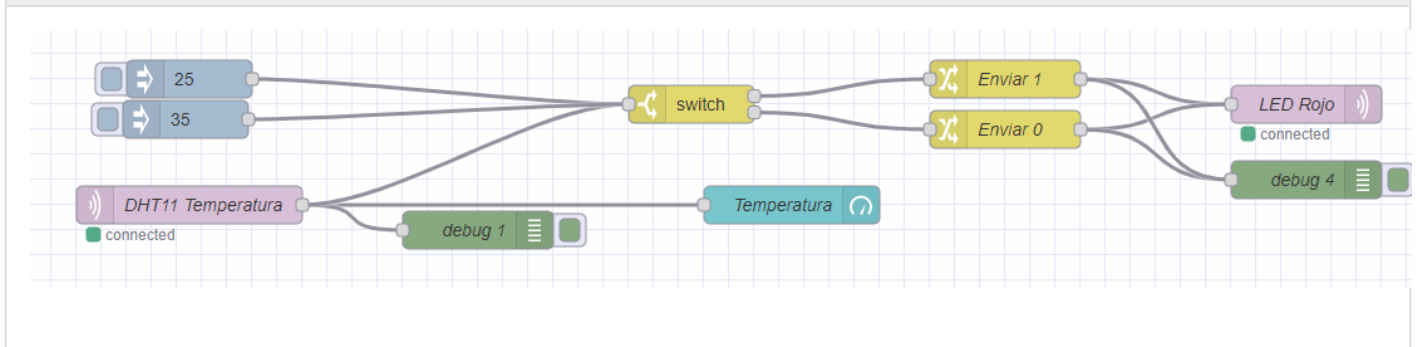 25
35
switch
Enviar 1
Enviar 0
LED Rojo
connected
debug 4
DHT11 Temperatura
connected
debug 1
Temperatura